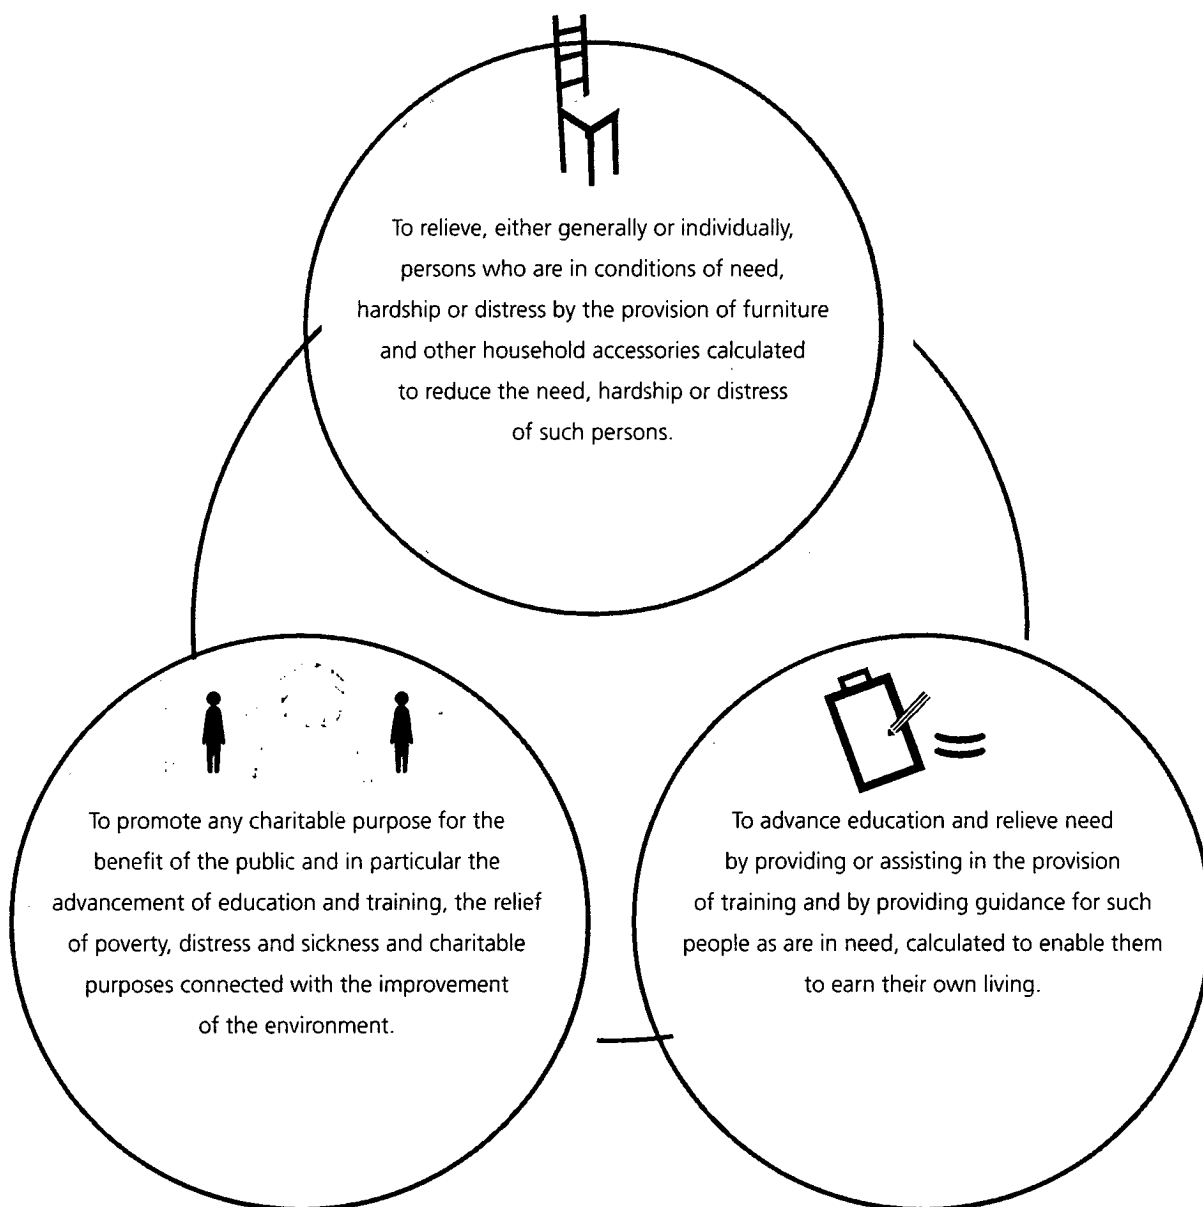 To relieve, either generally or individually,
persons who are in conditions of need,
hardship or distress by the provision of furniture
and other household accessories calculated
to reduce the need, hardship or distress
of such persons.
To promote any charitable purpose for the
benefit of the public and in particular the
advancement of education and training, the relief
of poverty, distress and sickness and charitable
purposes connected with the improvement
of the environment.
To advance education and relieve need
by providing or assisting in the provision
of training and by providing guidance for such
people as are in need, calculated to enable them
to earn their own living.